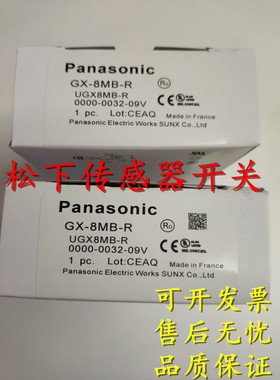 Panasonic
GX-8MB-R
UGX8MB-R
0000-0032-09V
1 pc. Lot:CEAQ
Made in France
Panasonic Electric Works SUNX Co.,Ltd
松下传感器开关
Panasonic
GX-8MB-R
UGX8MB-R
0000-0032-09V
1 pc. Lot:CEAQ
Made in France
Panasonic Electric Works SUNX Co.,Ltd
可开发票
售后无忧
品质保证